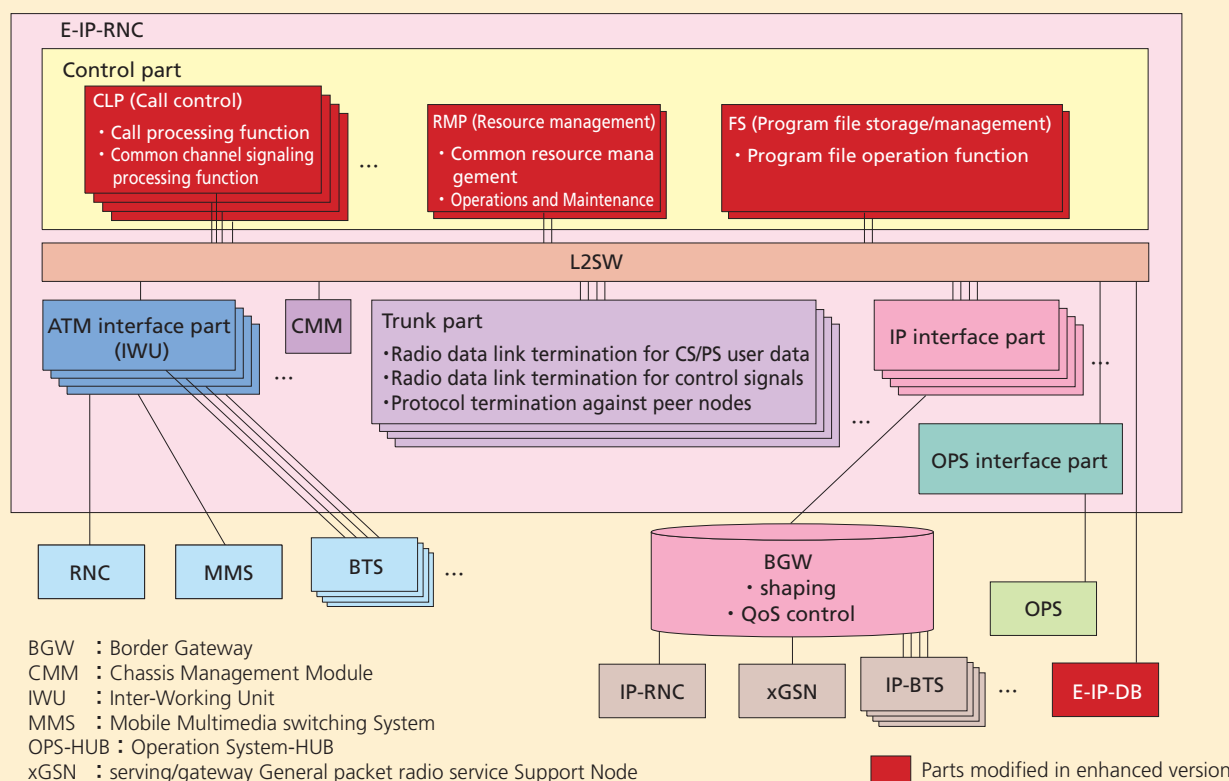 E-IP-RNC
Control part
CLP (Call control)
・Call processing function
・Common channel signaling
processing function
...
RMP (Resource management)
・Common resource mana
gement
・Operations and Maintenance
FS (Program file storage/management)
・Program file operation function
L2SW
ATM interface part
(IWU)
...
CMM
Trunk part
・Radio data link termination for CS/PS user data
・Radio data link termination for control signals
・Protocol termination against peer nodes
...
IP interface part
...
OPS interface part
RNC
MMS
BTS
...
BGW
・shaping
・QoS control
OPS
IP-RNC
xGSN
IP-BTS
...
E-IP-DB
BGW : Border Gateway
CMM : Chassis Management Module
IWU : Inter-Working Unit
MMS : Mobile Multimedia switching System
OPS-HUB : Operation System-HUB
xGSN : serving/gateway General packet radio service Support Node
Parts modified in enhanced version